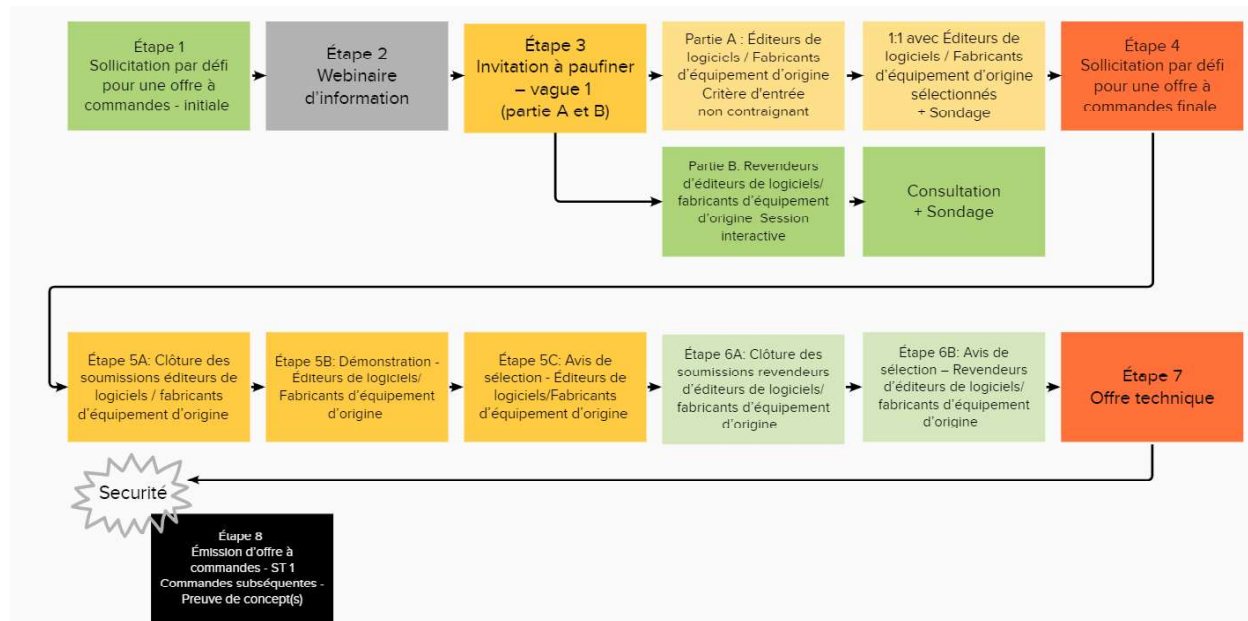 Étape 1
Sollicitation par défi
pour une offre à
commandes - initiale
Étape 2
Webinaire
d'information
Étape 3
Invitation à paufiner
– vague 1
(partie A et B)
Partie A : Éditeurs de
logiciels / Fabricants
d'équipement d'origine
Critère d'entrée
non contraignant
1:1 avec Éditeurs de
logiciels / Fabricants
d'équipement d'origine
sélectionnés
+ Sondage
Étape 4
Sollicitation par défi
pour une offre à
commandes finale
Partie B. Revendeurs
d'éditeurs de logiciels/
fabricants d'équipement
d'origine Session
interactive
Consultation
+ Sondage
Étape 5A: Clôture des
soumissions éditeurs de
logiciels / fabricants
d'équipement d'origine
Étape 5B: Démonstration -
Éditeurs de logiciels/
Fabricants d'équipement
d'origine
Étape 5C: Avis de
sélection - Éditeurs de
logiciels/Fabricants
d'équipement d'origine
Étape 6A: Clôture des
soumissions revendeurs
d'éditeurs de logiciels/
fabricants d'équipement
d'origine
Étape 6B: Avis de
sélection – Revendeurs
d'éditeurs de logiciels/
fabricants d'équipement
d'origine
Étape 7
Offre technique
Securité
Étape 8
Émission d'offre à
commandes - ST 1
Commandes subséquentes -
Preuve de concept(s)